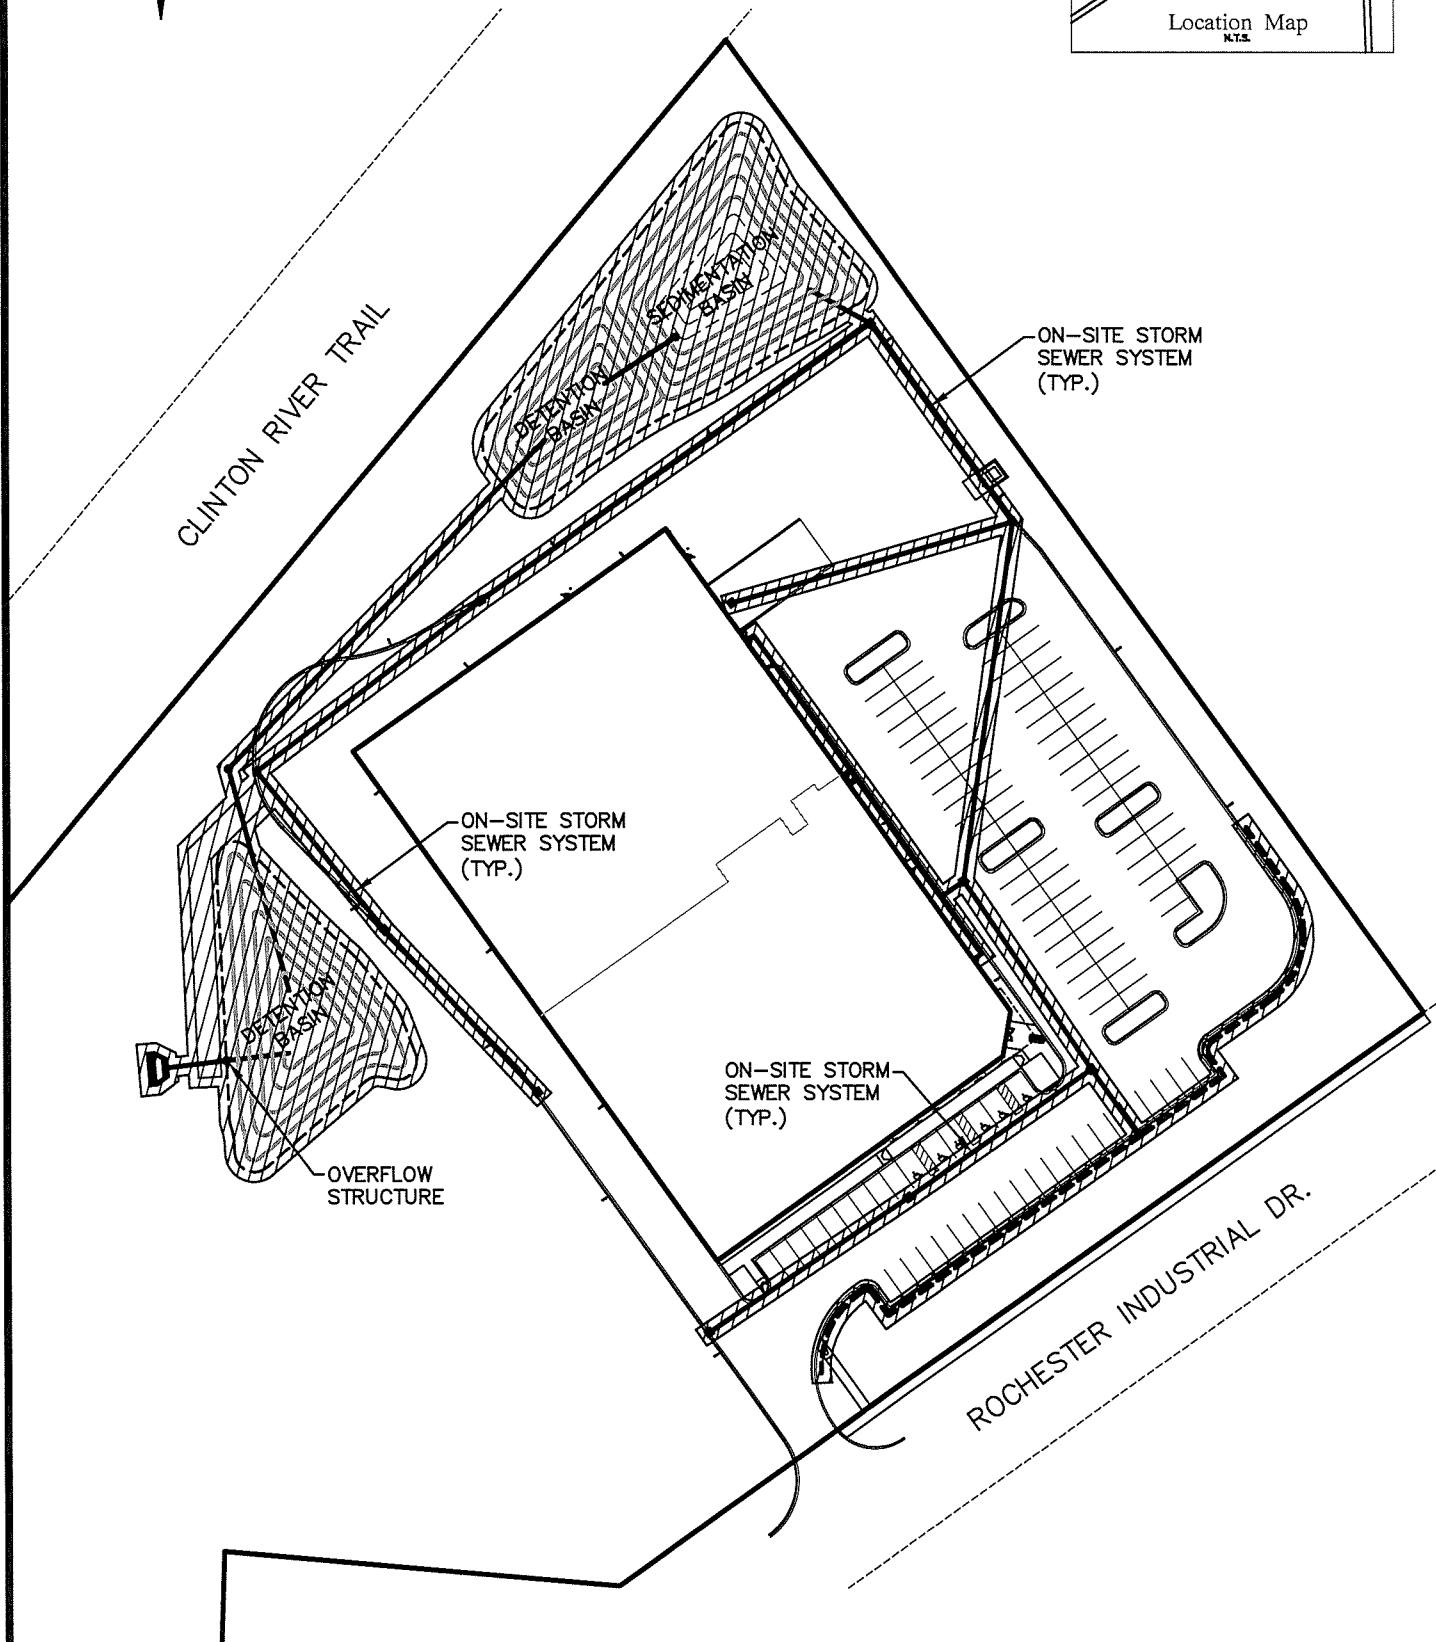 Location Map
N.T.S.
SEDIMENTATION
BASIN
ON-SITE STORM
SEWER SYSTEM
(TYP.)
CLINTON RIVER TRAIL
DETENTION
BASIN
ON-SITE STORM
SEWER SYSTEM
(TYP.)
DETENTION
BASIN
ON-SITE STORM
SEWER SYSTEM
(TYP.)
OVERFLOW
STRUCTURE
ROCHESTER INDUSTRIAL DR.